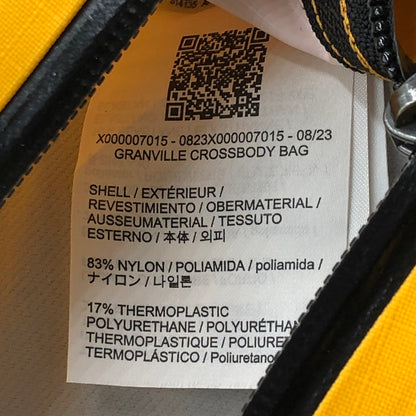 X000007015 - 0823X000007015 - 08/23
GRANVILLE CROSSBODY BAG
SHELL / EXTÉRIEUR /
REVESTIMIENTO / OBERMATERIAL /
AUSSEUMATERIAL / TESSUTO
ESTERNO / 本体 / 외피
83% NYLON / POLIAMIDA / poliamida /
ナイロン / 나일론
17% THERMOPLASTIC
POLYURETHANE / POLYURÉTHAN
THERMOPLASTIQUE / POLIURET
TERMOPLÁSTICO / Poliuretano